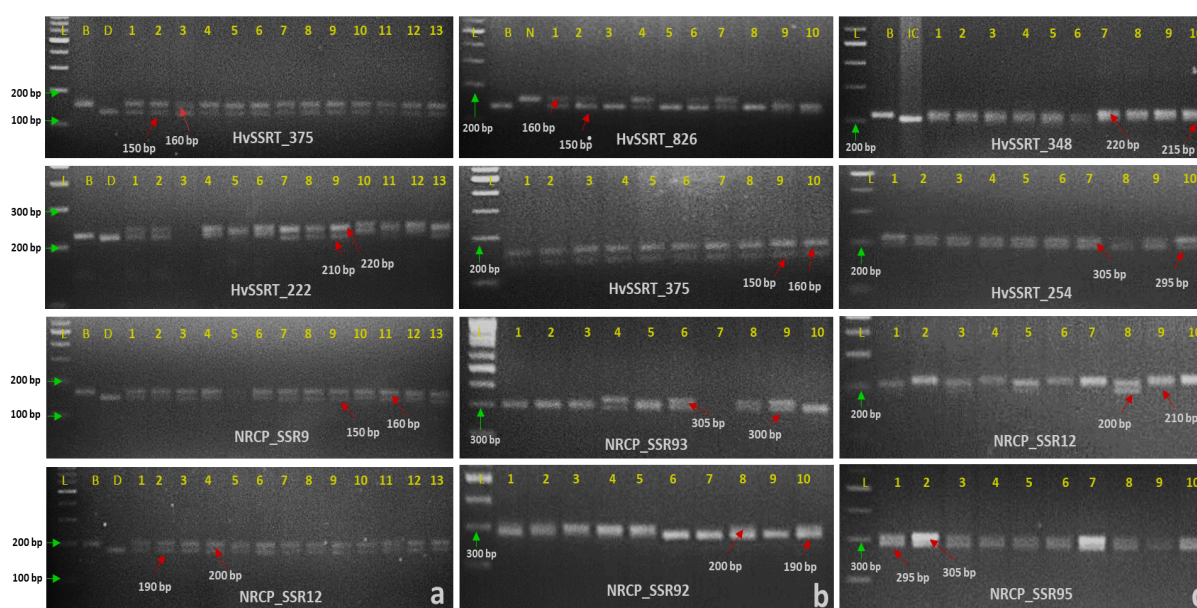 L B D 1 2 3 4 5 6 7 8 9 10 11 12 13
200 bp
100 bp
150 bp
160 bp
HvSSRT_375
L B N 1 2 3 4 5 6 7 8 9 10
200 bp
160 bp
150 bp
HvSSRT_826
L B IC 1 2 3 4 5 6 7 8 9 10
200 bp
220 bp
215 bp
HvSSRT_348
L B D 1 2 3 4 5 6 7 8 9 10 11 12 13
300 bp
200 bp
210 bp
220 bp
HvSSRT_222
L 1 2 3 4 5 6 7 8 9 10
200 bp
150 bp
160 bp
HvSSRT_375
L 1 2 3 4 5 6 7 8 9 10
200 bp
305 bp
295 bp
HvSSRT_254
L B D 1 2 3 4 5 6 7 8 9 10 11 12 13
200 bp
100 bp
150 bp
160 bp
NRCP_SSR9
L 1 2 3 4 5 6 7 8 9 10
300 bp
305 bp
300 bp
NRCP_SSR93
L 1 2 3 4 5 6 7 8 9 10
200 bp
200 bp
210 bp
NRCP_SSR12
L B D 1 2 3 4 5 6 7 8 9 10 11 12 13
200 bp
100 bp
190 bp
200 bp
NRCP_SSR12
a
L 1 2 3 4 5 6 7 8 9 10
300 bp
200 bp
190 bp
NRCP_SSR92
b
L 1 2 3 4 5 6 7 8 9 10
300 bp
295 bp
305 bp
NRCP_SSR95